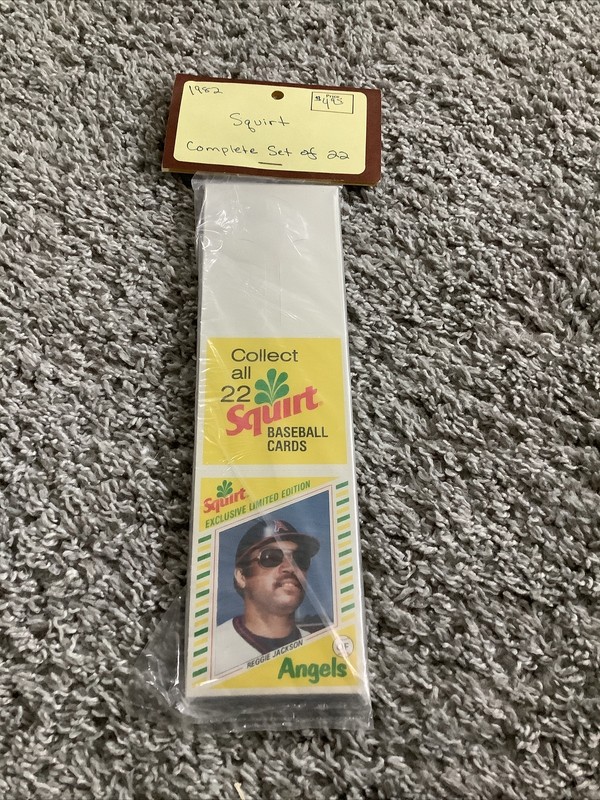 1982
Price
$4.95
Squirt
Complete Set of 22
Collect
all
22
Squirt
BASEBALL
CARDS
Squirt
EXCLUSIVE LIMITED EDITION
REGGIE JACKSON
OF
Angels